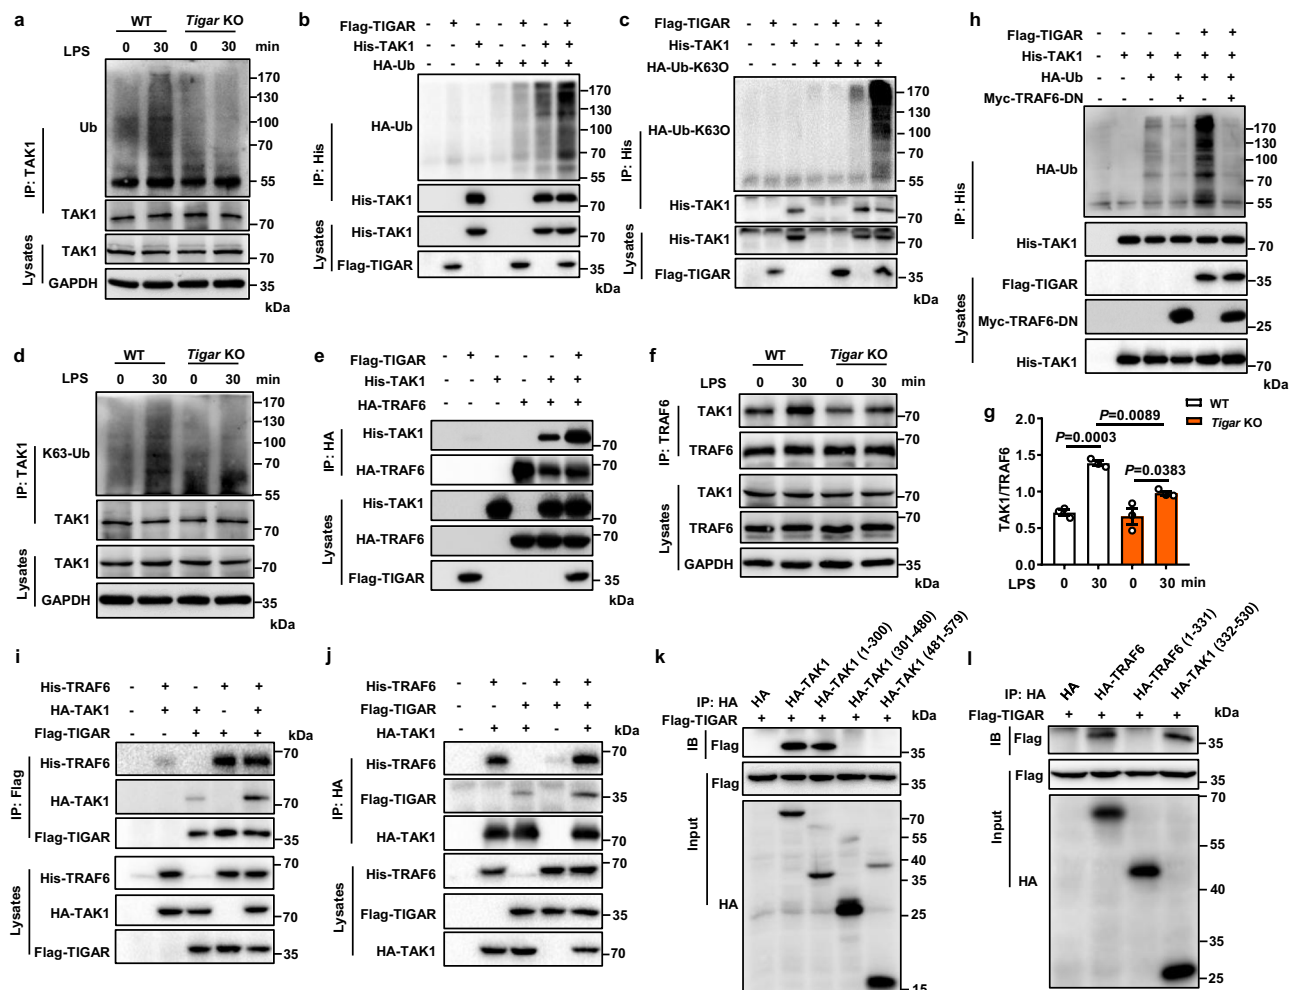 a
WT
Tigar KO
LPS
0
30
0
30
min
IP: TAK1
Ub
170
130
100
70
55
TAK1
70
Lysates
TAK1
70
GAPDH
35
kDa
b
Flag-TIGAR - + - - + - +
His-TAK1 - - + - - + +
HA-Ub - - - + + + +
IP: His
HA-Ub
170
130
100
70
55
His-TAK1
70
Lysates
His-TAK1
70
Flag-TIGAR
35
kDa
c
Flag-TIGAR - + - - + - +
His-TAK1 - - + - - + +
HA-Ub-K63O - - - + + + +
IP: His
HA-Ub-K63O
170
130
100
70
55
His-TAK1
70
Lysates
His-TAK1
70
Flag-TIGAR
35
kDa
h
Flag-TIGAR - - - - + +
His-TAK1 - + + + + +
HA-Ub - - + + + +
Myc-TRAF6-DN - - - + - +
IP: His
HA-Ub
170
130
100
70
55
His-TAK1
70
Lysates
Flag-TIGAR
35
Myc-TRAF6-DN
25
His-TAK1
70
kDa
d
WT
Tigar KO
LPS
0
30
0
30
min
IP: TAK1
K63-Ub
170
130
100
70
55
TAK1
70
Lysates
TAK1
70
GAPDH
35
kDa
e
Flag-TIGAR - + - - - +
His-TAK1 - - + - + +
HA-TRAF6 - - - + + +
IP: HA
His-TAK1
70
HA-TRAF6
70
Lysates
His-TAK1
70
HA-TRAF6
70
Flag-TIGAR
35
kDa
f
WT
Tigar KO
LPS
0
30
0
30
min
IP: TRAF6
TAK1
70
TRAF6
70
Lysates
TAK1
70
TRAF6
70
GAPDH
35
kDa
g
WT
Tigar KO
TAK1/TRAF6
2.0
1.5
1.0
0.5
0.0
P=0.0089
P=0.0003
P=0.0383
LPS
0
30
0
30
min
i
His-TRAF6 - + - + +
HA-TAK1 - + + - +
Flag-TIGAR - - + + +
kDa
IP: Flag
His-TRAF6
70
HA-TAK1
70
Flag-TIGAR
35
Lysates
His-TRAF6
70
HA-TAK1
70
Flag-TIGAR
35
j
His-TRAF6 - + - + +
Flag-TIGAR - - + + +
HA-TAK1 - + + - +
kDa
IP: HA
His-TRAF6
70
Flag-TIGAR
35
HA-TAK1
70
Lysates
His-TRAF6
70
Flag-TIGAR
35
HA-TAK1
70
k
IP: HA
HA
HA-TAK1
HA-TAK1 (1-300)
HA-TAK1 (301-480)
HA-TAK1 (481-579)
Flag-TIGAR + + + + +
kDa
IB
Flag
35
Input
Flag
35
HA
70
55
40
35
25
15
l
IP: HA
HA
HA-TRAF6
HA-TRAF6 (1-331)
HA-TAK1 (332-530)
Flag-TIGAR + + + +
kDa
IB
Flag
35
Input
Flag
35
HA
70
55
40
35
25